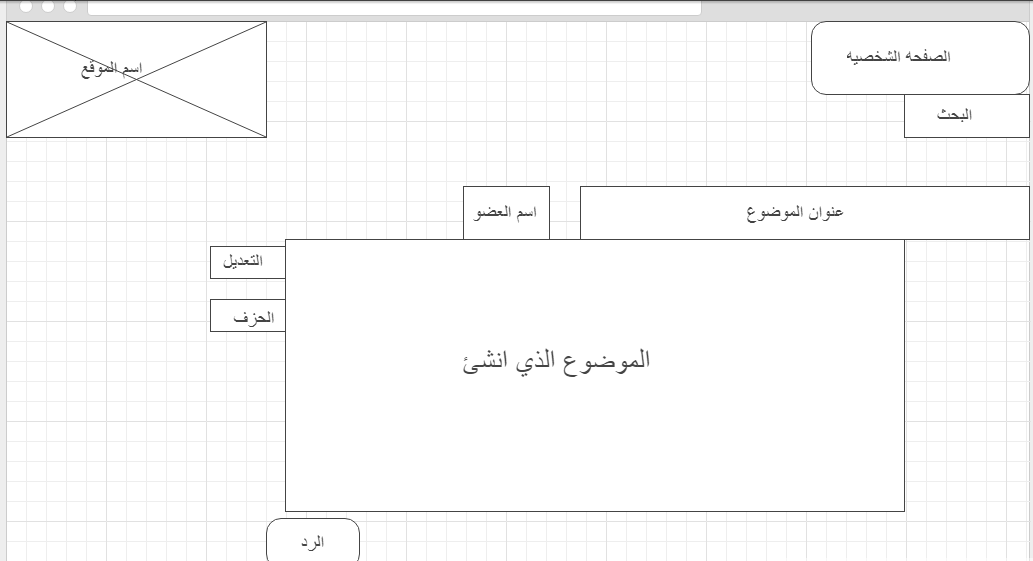 الصفحه الشخصيه
اسم الموقع
البحث
عنوان الموضوع
اسم العضو
التعديل
الحزف
الموضوع الذي انشئ
الرد